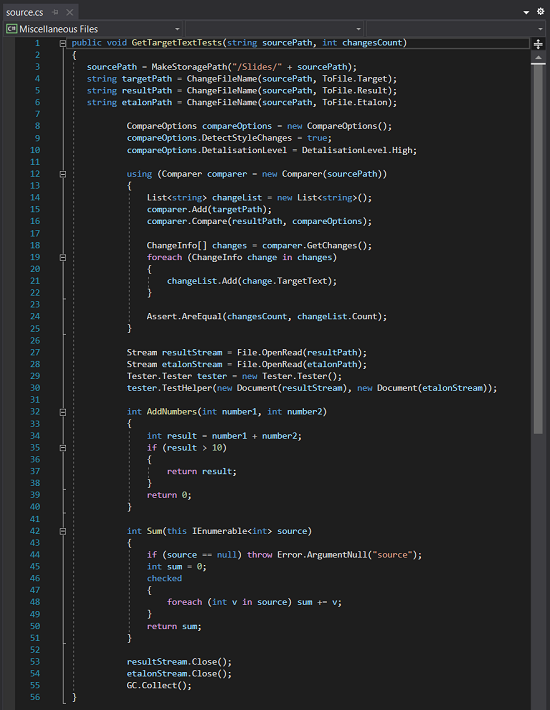 source.cs
C# Miscellaneous Files
1 public void GetTargetTextTests(string sourcePath, int changesCount)
2 {
3 sourcePath = MakeStoragePath("/Slides/" + sourcePath);
4 string targetPath = ChangeFileName(sourcePath, ToFile.Target);
5 string resultPath = ChangeFileName(sourcePath, ToFile.Result);
6 string etalonPath = ChangeFileName(sourcePath, ToFile.Etalon);
7
8 CompareOptions compareOptions = new CompareOptions();
9 compareOptions.DetectStyleChanges = true;
10 compareOptions.DetalisationLevel = DetalisationLevel.High;
11
12 using (Comparer comparer = new Comparer(sourcePath))
13 {
14 List<string> changeList = new List<string>();
15 comparer.Add(targetPath);
16 comparer.Compare(resultPath, compareOptions);
17
18 ChangeInfo[] changes = comparer.GetChanges();
19 foreach (ChangeInfo change in changes)
20 {
21 changeList.Add(change.TargetText);
22 }
23
24 Assert.AreEqual(changesCount, changeList.Count);
25 }
26
27 Stream resultStream = File.OpenRead(resultPath);
28 Stream etalonStream = File.OpenRead(etalonPath);
29 Tester.Tester tester = new Tester.Tester();
30 tester.TestHelper(new Document(resultStream), new Document(etalonStream));
31
32 int AddNumbers(int number1, int number2)
33 {
34 int result = number1 + number2;
35 if (result > 10)
36 {
37 return result;
38 }
39 return 0;
40 }
41
42 int Sum(this IEnumerable<int> source)
43 {
44 if (source == null) throw Error.ArgumentNull("source");
45 int sum = 0;
46 checked
47 {
48 foreach (int v in source) sum += v;
49 }
50 return sum;
51 }
52
53 resultStream.Close();
54 etalonStream.Close();
55 GC.Collect();
56 }